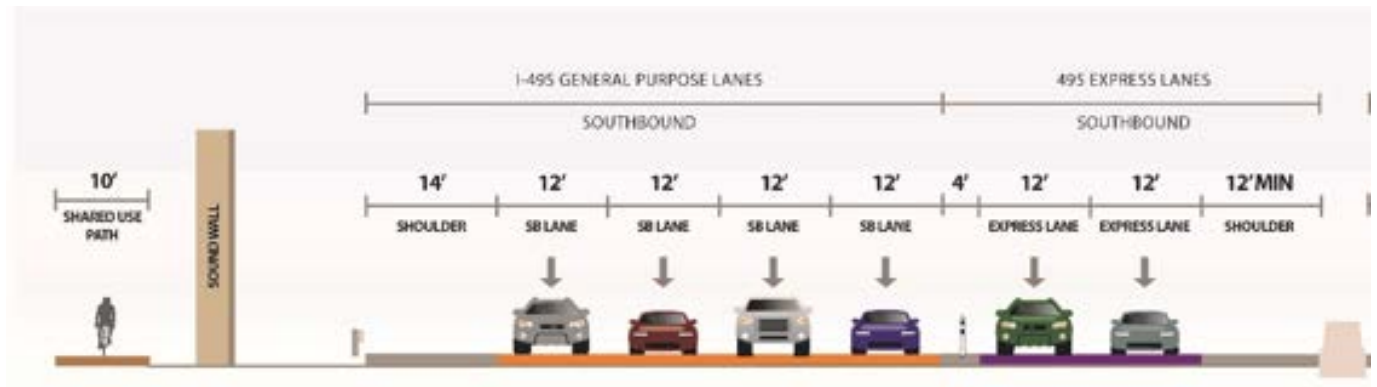 I-495 GENERAL PURPOSE LANES
495 EXPRESS LANES
SOUTHBOUND
SOUTHBOUND
10'
14'
12'
12'
12'
12'
4'
12'
12'
12'MIN
SHARED USE
PATH
SHOULDER
SB LANE
SB LANE
SB LANE
SB LANE
EXPRESS LANE
EXPRESS LANE
SHOULDER
SOUND WALL